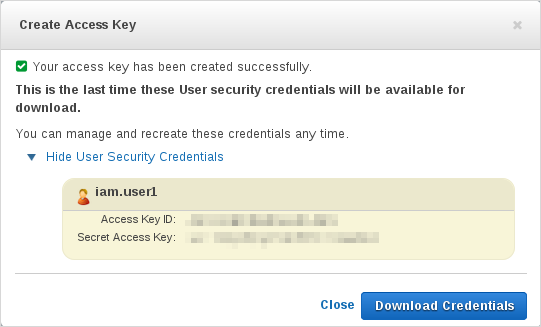 Create Access Key
Your access key has been created successfully.
This is the last time these User security credentials will be available for
download.
You can manage and recreate these credentials any time.
Hide User Security Credentials
iam.user1
Access Key ID:
Secret Access Key:
Close
Download Credentials